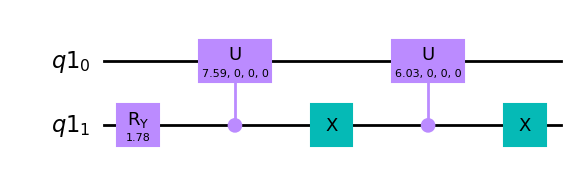 q1₀ U U
7.59, 0, 0, 0 6.03, 0, 0, 0
q1₁ R_Y X X
1.78